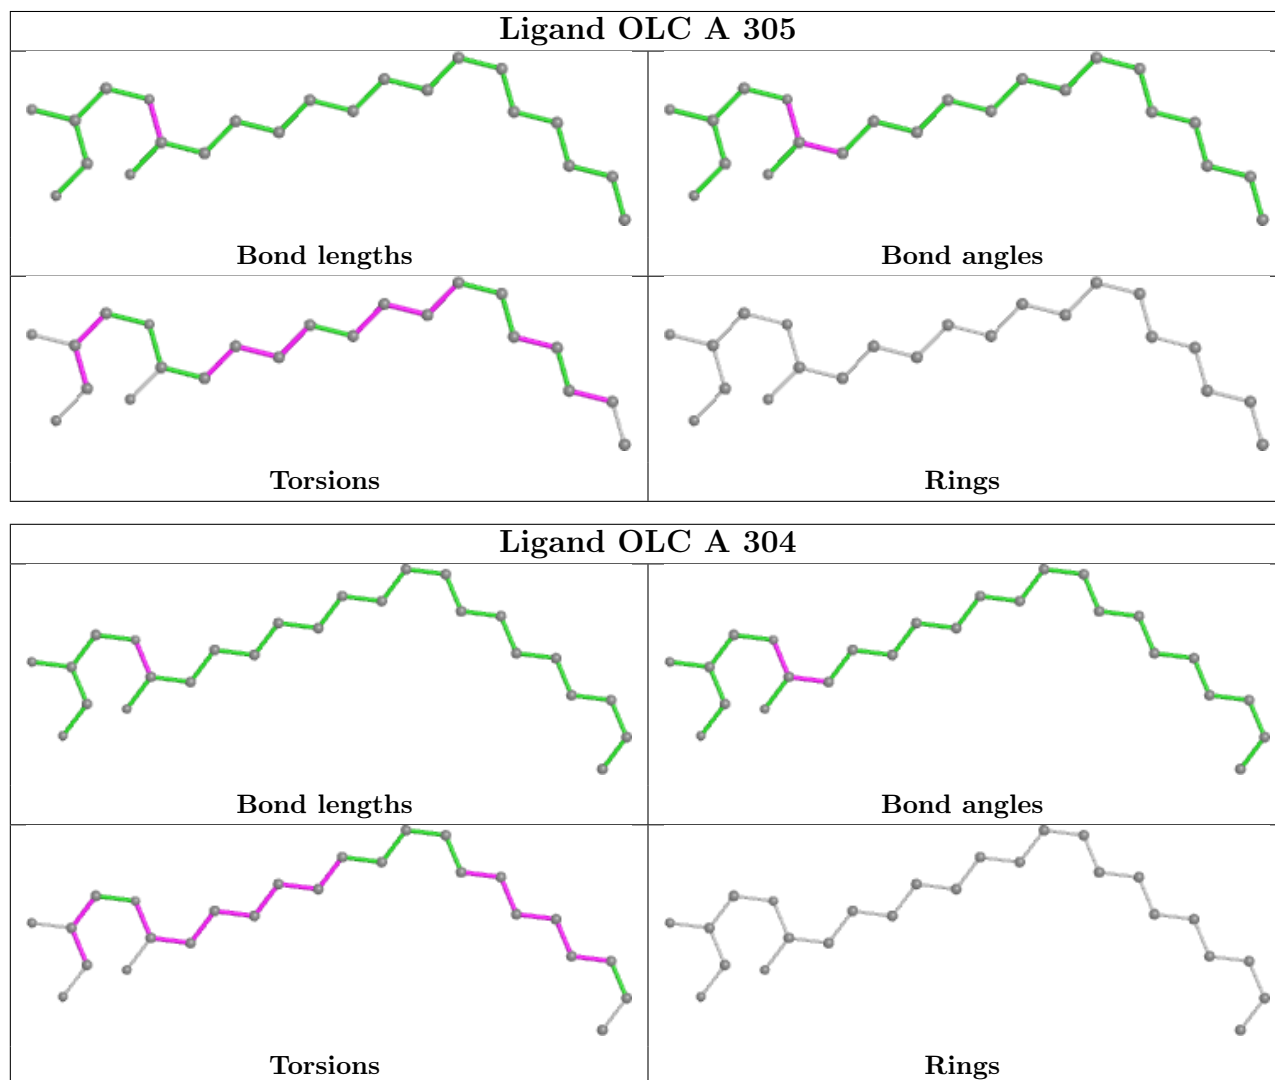 Ligand OLC A 305
Bond lengths
Bond angles
Torsions
Rings
Ligand OLC A 304
Bond lengths
Bond angles
Torsions
Rings